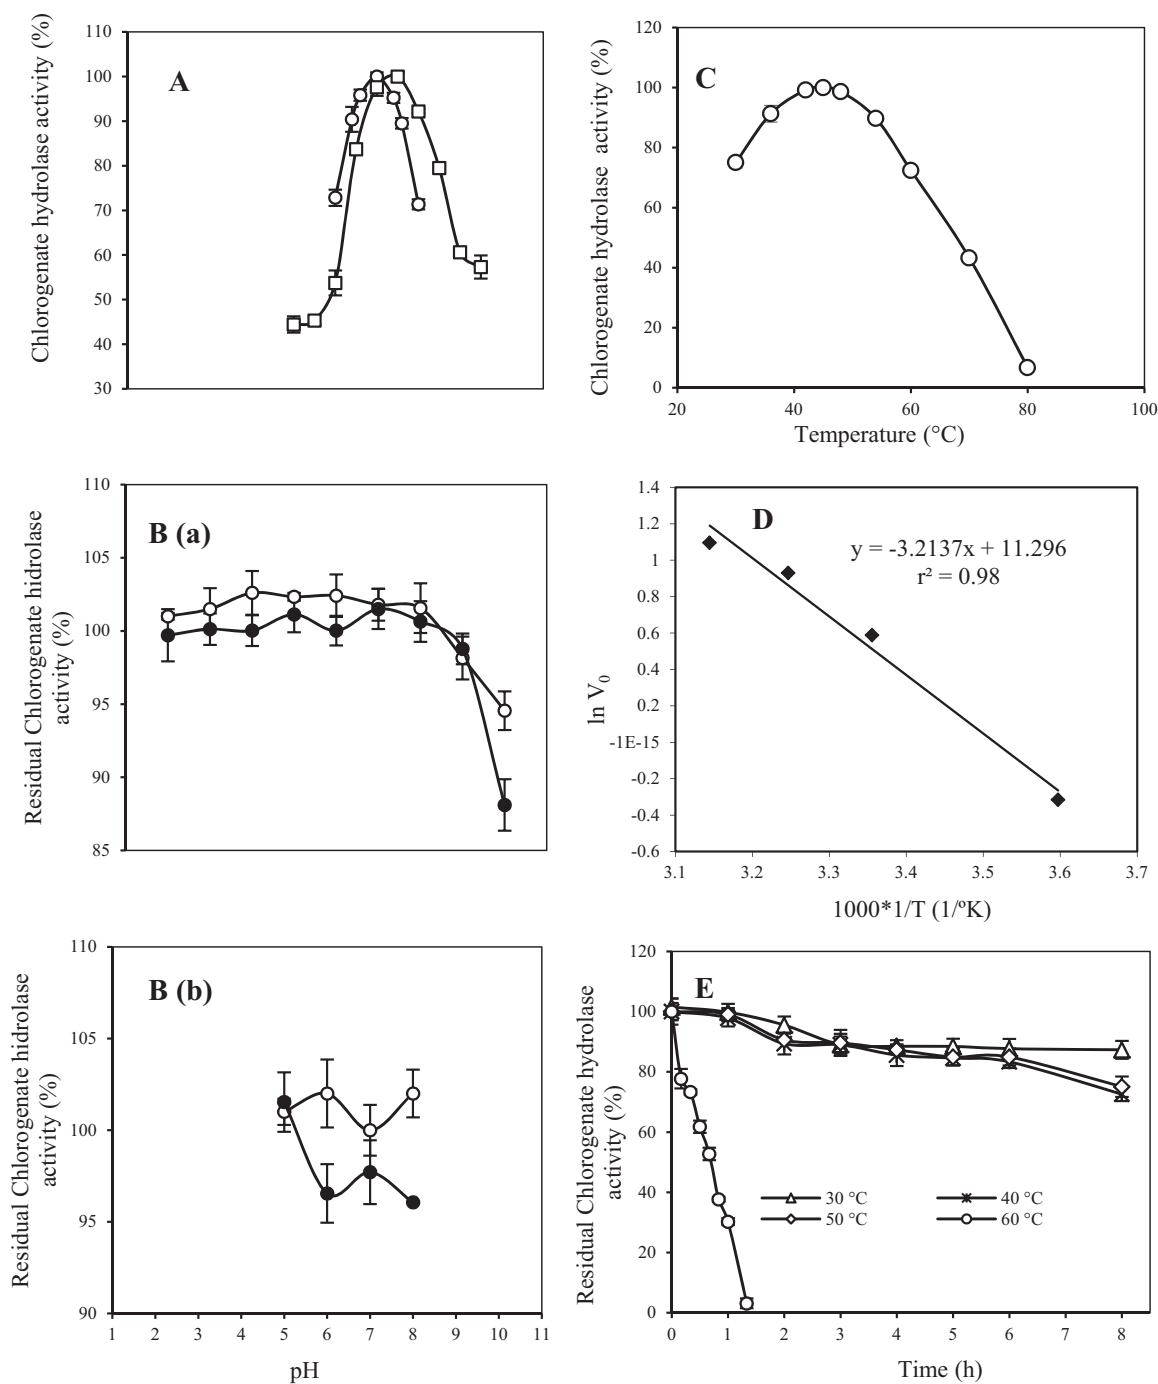 Chlorogenate hydrolase activity (%)
110
100
90
80
70
60
50
40
30
A
Chlorogenate hydrolase activity (%)
120
100
80
60
40
20
0
C
20 40 60 80 100
Temperature (°C)
Residual Chlorogenate hidrolase
activity (%)
110
105
100
95
90
85
B (a)
ln V0
1.4
1.2
1
0.8
0.6
0.4
0.2
-1E-15
-0.2
-0.4
-0.6
D
y = -3.2137x + 11.296
r² = 0.98
3.1 3.2 3.3 3.4 3.5 3.6 3.7
1000*1/T (1/ºK)
Residual Chlorogenate hidrolase
activity (%)
110
105
100
95
90
B (b)
1 2 3 4 5 6 7 8 9 10 11
pH
Residual Chlorogenate hydrolase
activity (%)
120
100
80
60
40
20
0
E
30 °C 40 °C
50 °C 60 °C
0 1 2 3 4 5 6 7 8
Time (h)